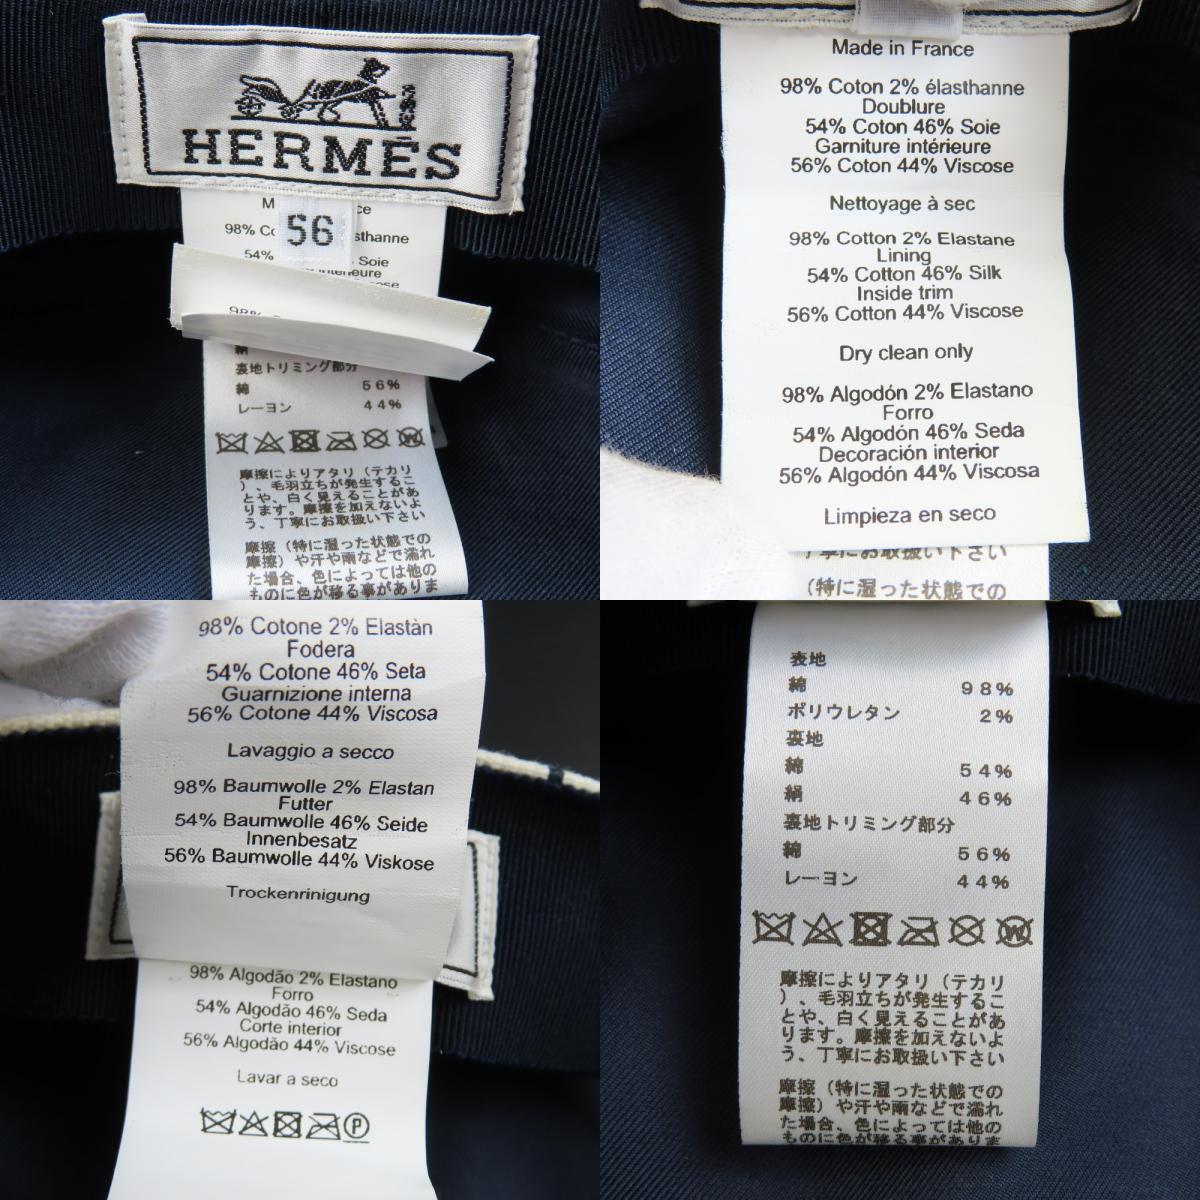 HERMÈS
56
98%
sthanne
54%
Soie
裏地トリミング部分
綿 56%
レーヨン 44%
摩擦によりアタリ（テカリ
）、毛羽立ちが発生するこ
とや、白く見えることがあ
ります。摩擦を加えないよ
う、丁寧にお取扱い下さい
摩擦（特に湿った状態での
摩擦）や汗や雨などで濡れ
た場合、色によっては他の
ものに色が移る事がありま
Made in France
98% Coton 2% élasthanne
Doublure
54% Coton 46% Soie
Garniture intérieure
56% Coton 44% Viscose
Nettoyage à sec
98% Cotton 2% Elastane
Lining
54% Cotton 46% Silk
Inside trim
56% Cotton 44% Viscose
Dry clean only
98% Algodón 2% Elastano
Forro
54% Algodón 46% Seda
Decoración interior
56% Algodón 44% Viscosa
Limpieza en seco
丁寧にお取扱い下さい
（特に湿った状態での
98% Cotone 2% Elastàn
Fodera
54% Cotone 46% Seta
Guarnizione interna
56% Cotone 44% Viscosa
Lavaggio a secco
98% Baumwolle 2% Elastan
Futter
54% Baumwolle 46% Seide
Innenbesatz
56% Baumwolle 44% Viskose
Trockenrinigung
98% Algodão 2% Elastano
Forro
54% Algodão 46% Seda
Corte interior
56% Algodão 44% Viscose
Lavar a seco
P
表地
綿 98%
ポリウレタン 2%
裏地
綿 54%
絹 46%
裏地トリミング部分
綿 56%
レーヨン 44%
W
摩擦によりアタリ（テカリ
）、毛羽立ちが発生するこ
とや、白く見えることがあ
ります。摩擦を加えないよ
う、丁寧にお取扱い下さい
摩擦（特に湿った状態での
摩擦）や汗や雨などで濡れ
た場合、色によっては他の
ものに色が移る事がありま